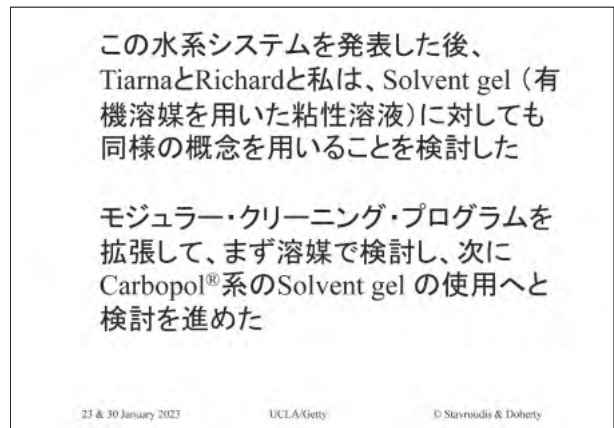 この水系システムを発表した後、
TiarnaとRichardと私は、Solvent gel（有
機溶媒を用いた粘性溶液）に対しても
同様の概念を用いることを検討した
モジュラー・クリーニング・プログラムを
拡張して、まず溶媒で検討し、次に
Carbopol®系のSolvent gel の使用へと
検討を進めた
23 & 30 January 2023 UCLA/Getty © Stavroudis & Doherty